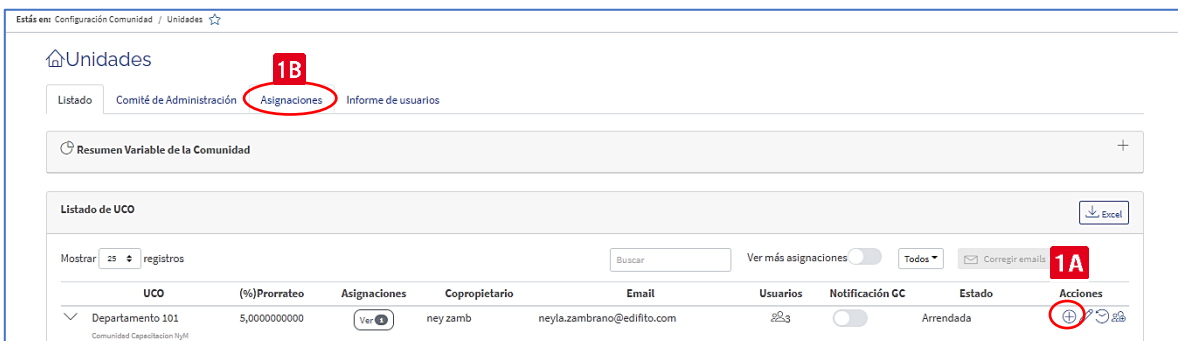 Estás en: Configuración Comunidad / Unidades
Unidades
1B
Listado Comité de Administración Asignaciones Informe de usuarios
Resumen Variable de la Comunidad
Listado de UCO
Excel
Mostrar 25 registros Buscar Ver más asignaciones Todos Corregir emails
1A
UCO (%)Prorrateo Asignaciones Copropietario Email Usuarios Notificación GC Estado Acciones
Departamento 101 5,0000000000 Ver 1 ney zamb neyla.zambrano@edifito.com 3 Arrendada
Comunidad Capacitacion NyM